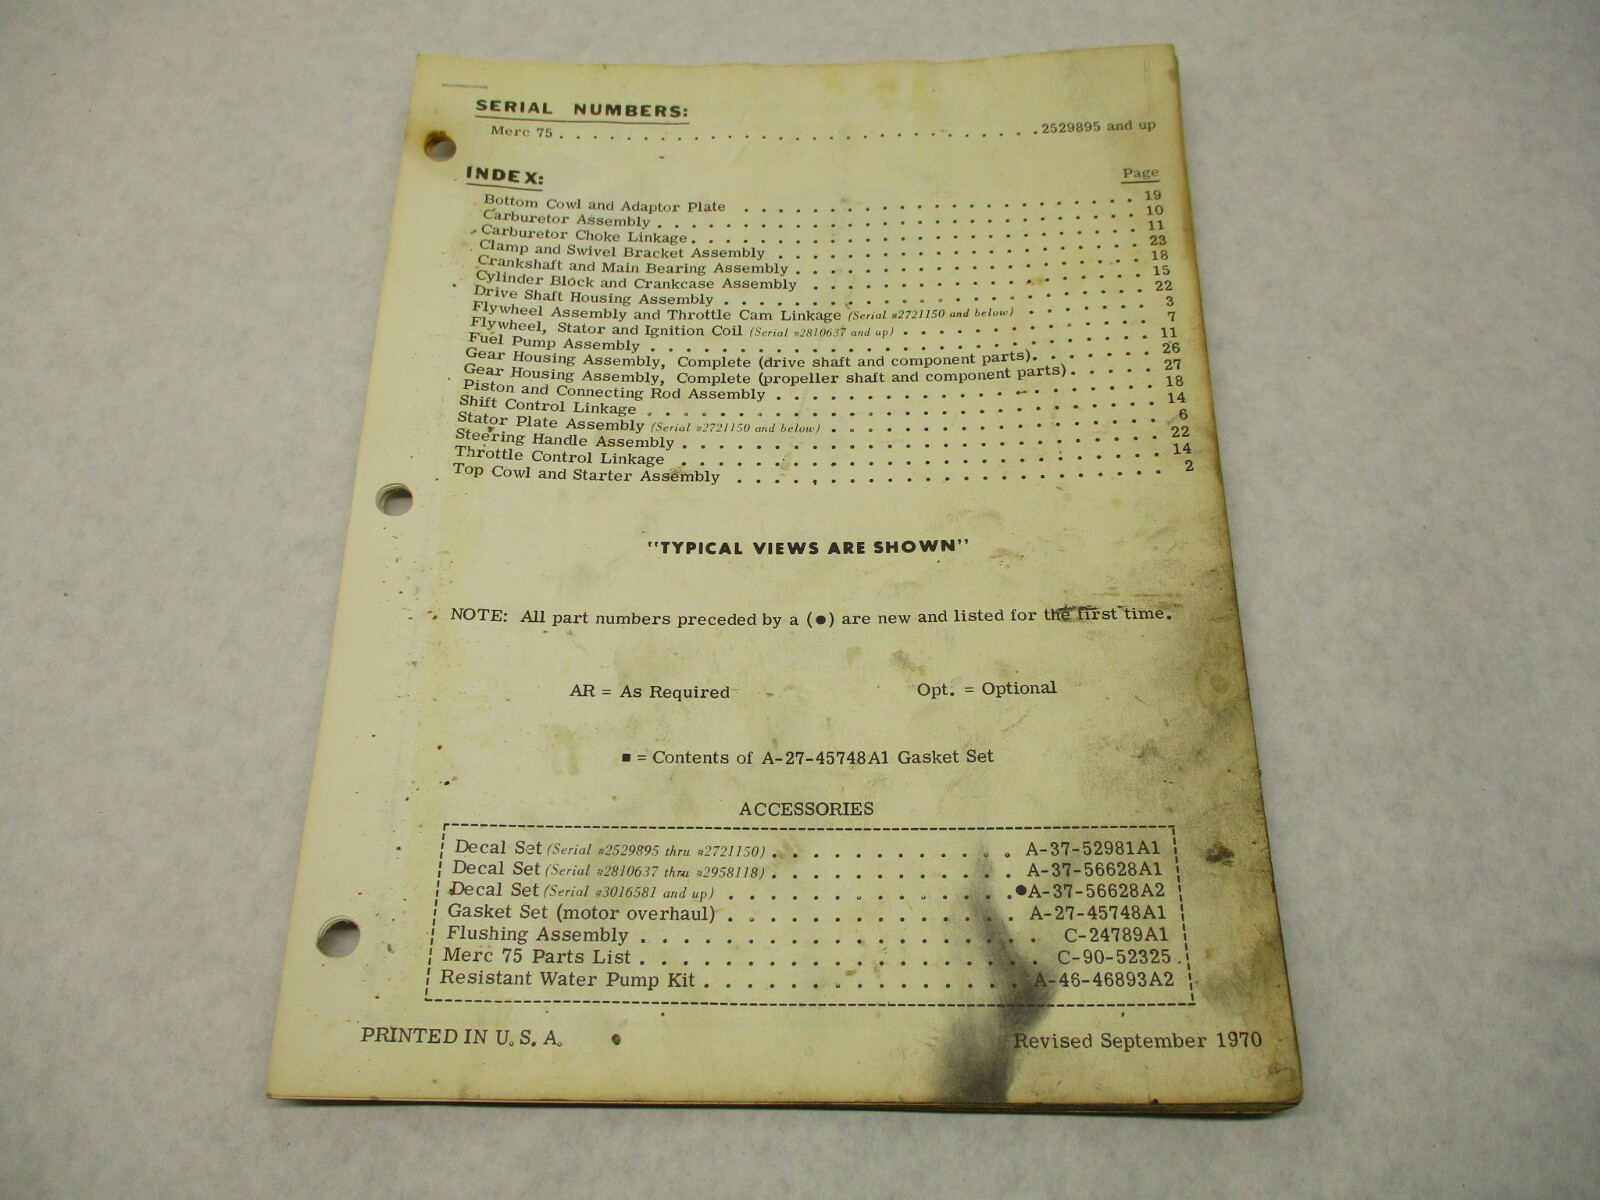 SERIAL NUMBERS:
Merc 75 . . . . . . . . . . . . . . . . . . . . . . . . . . . . . 2529895 and up
INDEX: Page
Bottom Cowl and Adaptor Plate . . . . . . . . . . . . . . . . . . . . 19
Carburetor Assembly . . . . . . . . . . . . . . . . . . . . 10
Carburetor Choke Linkage . . . . . . . . . . . . . . . . . . . . 11
Clamp and Swivel Bracket Assembly . . . . . . . . . . . . . . . . . . . . 23
Crankshaft and Main Bearing Assembly . . . . . . . . . . . . . . . . . . . . 18
Cylinder Block and Crankcase Assembly . . . . . . . . . . . . . . . . . . . . 15
Drive Shaft Housing Assembly . . . . . . . . . . . . . . . . . . . . 22
Flywheel Assembly and Throttle Cam Linkage (Serial #2721150 and below) . . . . . . . . 3
Flywheel, Stator and Ignition Coil (Serial #2810637 and up) . . . . . . . . . . . . . . 7
Fuel Pump Assembly . . . . . . . . . . . . . . . . . . . . 11
Gear Housing Assembly, Complete (drive shaft and component parts) . . . . . . . . 26
Gear Housing Assembly, Complete (propeller shaft and component parts) . . . . . . 27
Piston and Connecting Rod Assembly . . . . . . . . . . . . . . . . . . . . 18
Shift Control Linkage . . . . . . . . . . . . . . . . . . . . 14
Stator Plate Assembly (Serial #2721150 and below) . . . . . . . . . . . . . . . . . . 6
Steering Handle Assembly . . . . . . . . . . . . . . . . . . . . 22
Throttle Control Linkage . . . . . . . . . . . . . . . . . . . . 14
Top Cowl and Starter Assembly . . . . . . . . . . . . . . . . . . . . 2
"TYPICAL VIEWS ARE SHOWN"
NOTE: All part numbers preceded by a (●) are new and listed for the first time.
AR = As Required Opt. = Optional
■ = Contents of A-27-45748A1 Gasket Set
ACCESSORIES
Decal Set (Serial #2529895 thru #2721150) . . . . . . . . . . . . A-37-52981A1
Decal Set (Serial #2810637 thru #2958118) . . . . . . . . . . . . A-37-56628A1
Decal Set (Serial #3016581 and up) . . . . . . . . . . . . . . ●A-37-56628A2
Gasket Set (motor overhaul) . . . . . . . . . . . . . . A-27-45748A1
Flushing Assembly . . . . . . . . . . . . . . . . . . C-24789A1
Merc 75 Parts List . . . . . . . . . . . . . . . . . . C-90-52325
Resistant Water Pump Kit . . . . . . . . . . . . . . . A-46-46893A2
PRINTED IN U. S. A. Revised September 1970